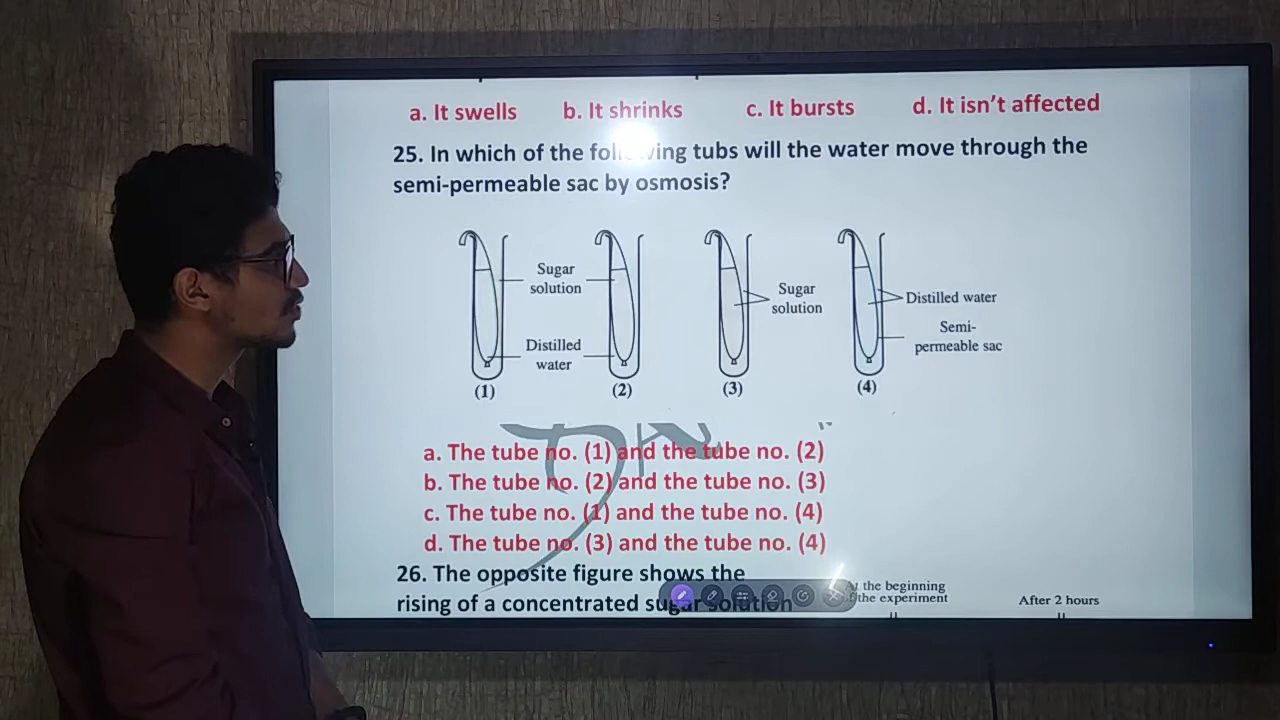 a. It swells b. It shrinks c. It bursts d. It isn't affected
25. In which of the following tubs will the water move through the
semi-permeable sac by osmosis?
Sugar
solution
Sugar
solution
Distilled water
Semi-
permeable sac
Distilled
water
(1) (2) (3) (4)
a. The tube no. (1) and the tube no. (2)
b. The tube no. (2) and the tube no. (3)
c. The tube no. (1) and the tube no. (4)
d. The tube no. (3) and the tube no. (4)
26. The opposite figure shows the
rising of a concentrated sugar solution
At the beginning
of the experiment
After 2 hours